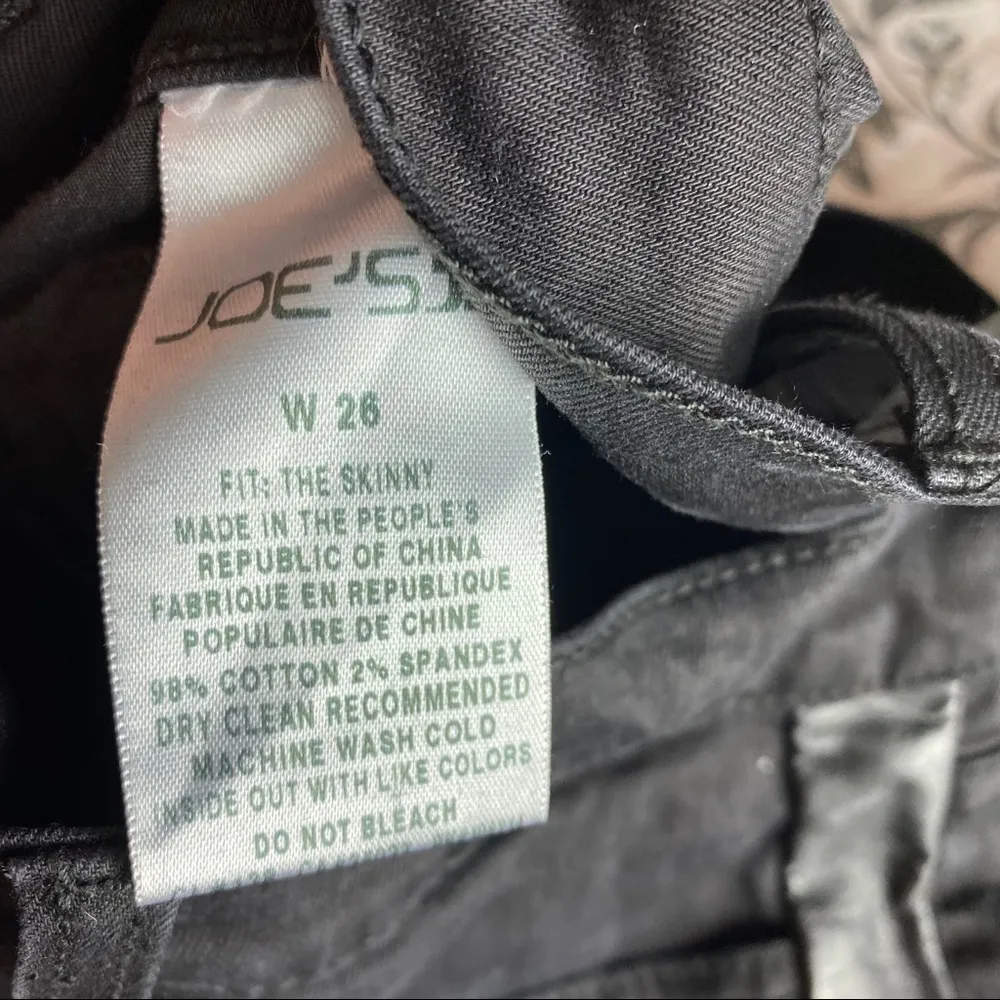 JOE'S
W 26
FIT: THE SKINNY
MADE IN THE PEOPLE'S
REPUBLIC OF CHINA
FABRIQUE EN REPUBLIQUE
POPULAIRE DE CHINE
98% COTTON 2% SPANDEX
DRY CLEAN RECOMMENDED
MACHINE WASH COLD
INSIDE OUT WITH LIKE COLORS
DO NOT BLEACH